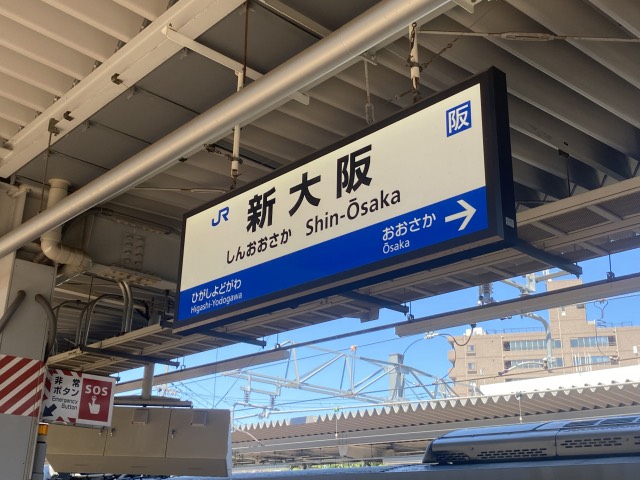 阪
JR
新大阪
しんおおさか Shin-Ōsaka
おおさか
Ōsaka
ひがしよどがわ
Higashi-Yodogawa
非常
ボタン
Emergency
Button
SOS